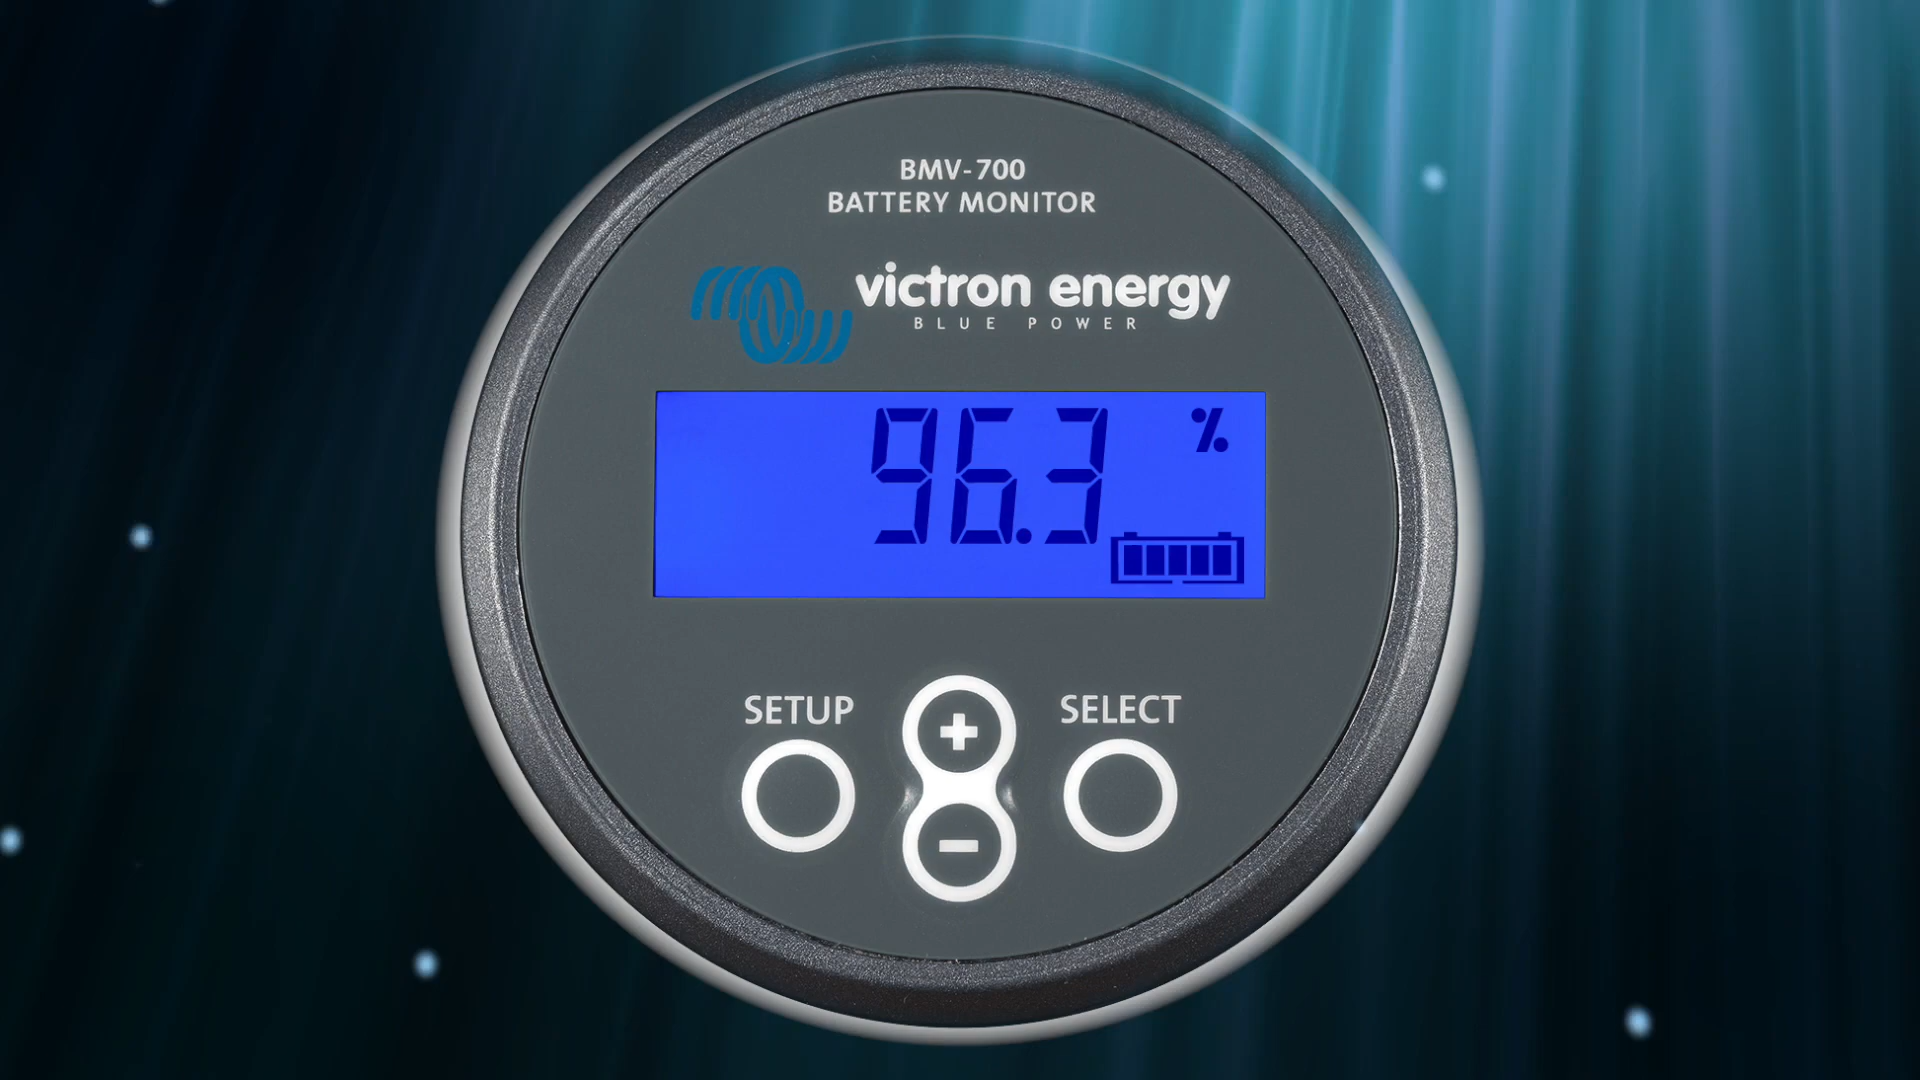 BMV-700
BATTERY MONITOR
victron energy
BLUE POWER
96.3 %
SETUP
+
SELECT
-